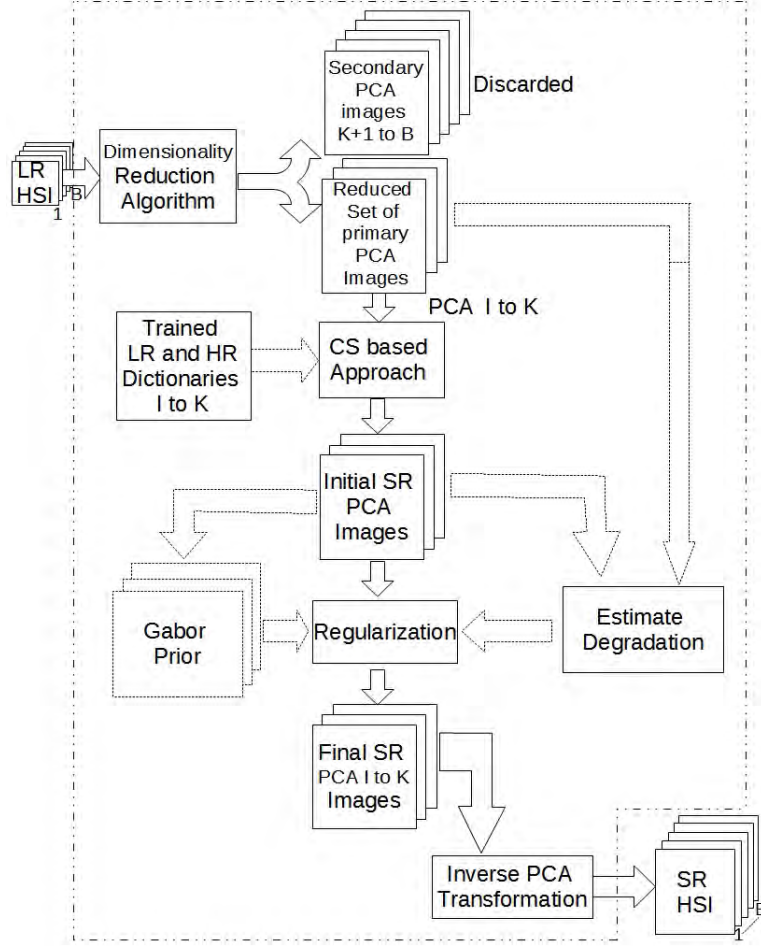 Secondary
PCA
images
K+1 to B
Discarded
LR
HSI
1
B
Dimensionality
Reduction
Algorithm
Reduced
Set of
primary
PCA
Images
PCA I to K
Trained
LR and HR
Dictionaries
I to K
CS based
Approach
Initial SR
PCA
Images
Gabor
Prior
Regularization
Estimate
Degradation
Final SR
PCA I to K
Images
Inverse PCA
Transformation
SR
HSI
1
B